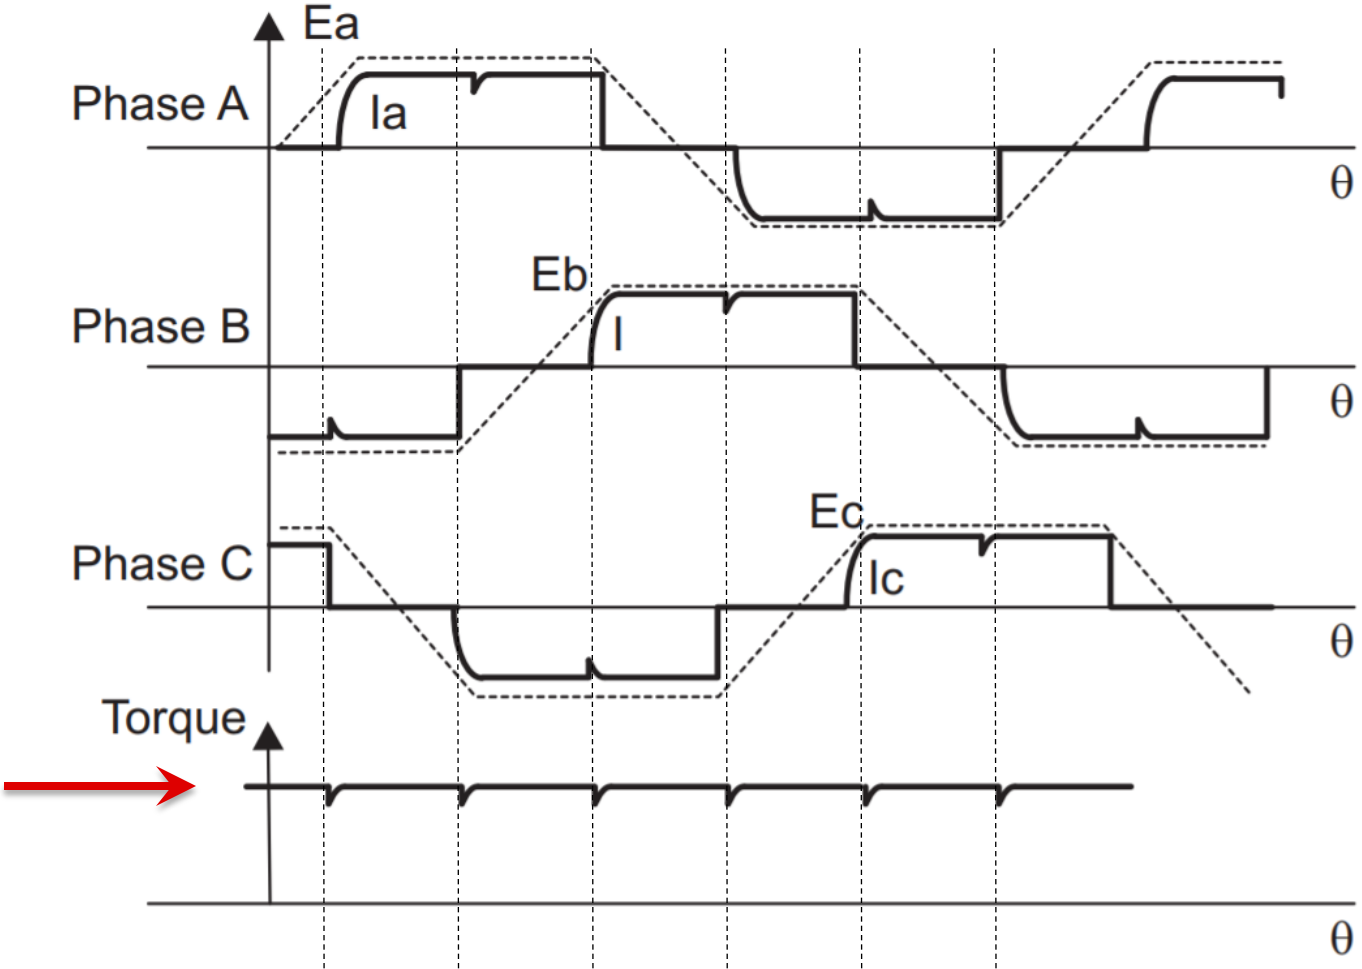 Ea
Phase A
Ia
θ
Eb
Phase B
I
θ
Ec
Phase C
Ic
θ
Torque
θ